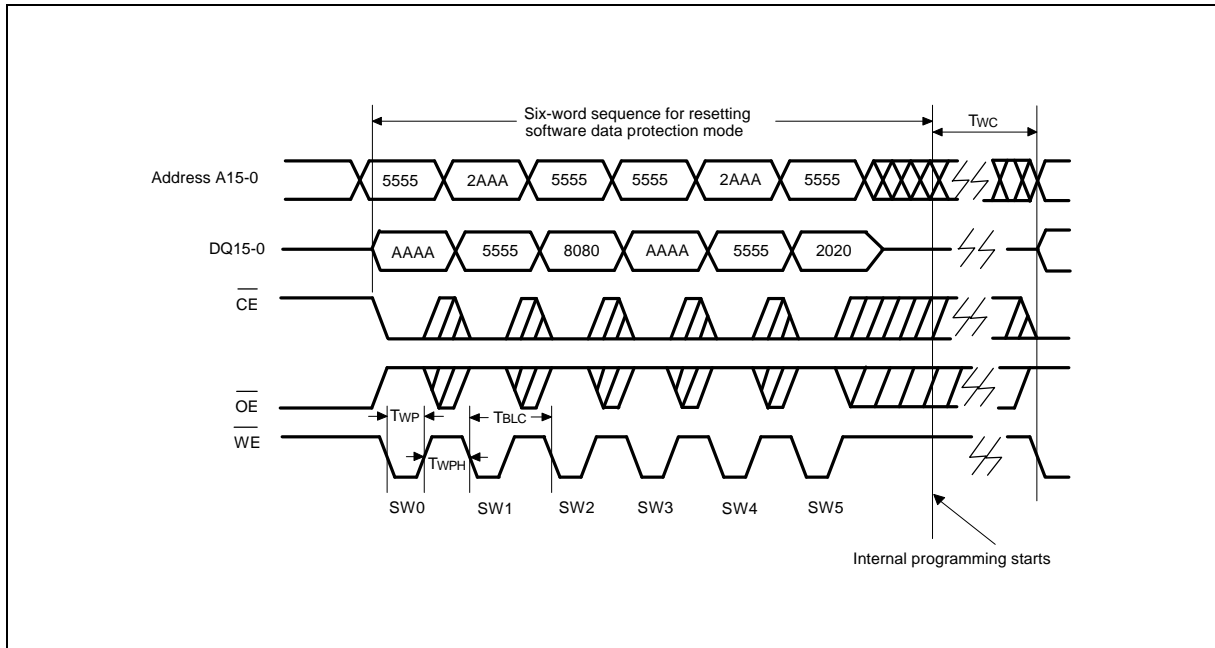 Six-word sequence for resetting
software data protection mode
TWC
Address A15-0
5555
2AAA
5555
5555
2AAA
5555
DQ15-0
AAAA
5555
8080
AAAA
5555
2020
CE
OE
TWP
TBLC
WE
TWPH
SW0
SW1
SW2
SW3
SW4
SW5
Internal programming starts